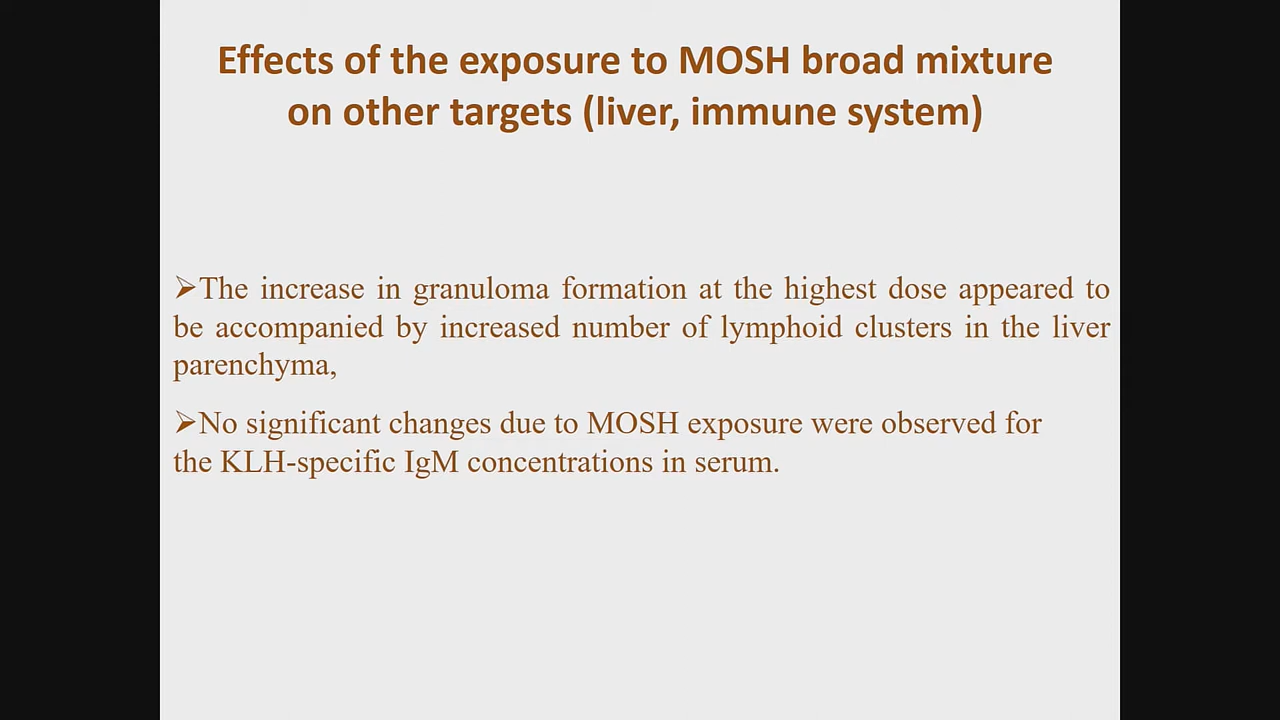 Effects of the exposure to MOSH broad mixture
on other targets (liver, immune system)
➢The increase in granuloma formation at the highest dose appeared to
be accompanied by increased number of lymphoid clusters in the liver
parenchyma,
➢No significant changes due to MOSH exposure were observed for
the KLH-specific IgM concentrations in serum.